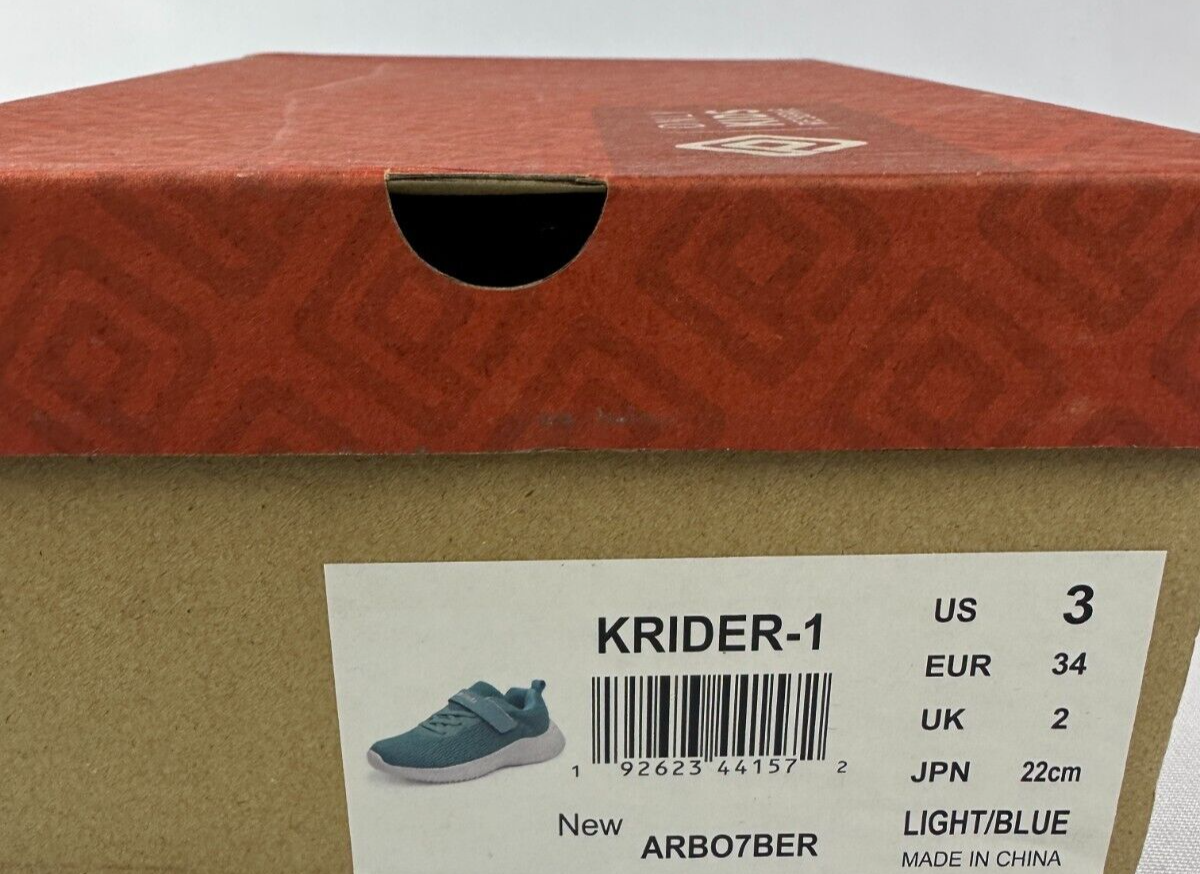 KRIDER-1
1 92623 44157 2
New
ARBO7BER
US 3
EUR 34
UK 2
JPN 22cm
LIGHT/BLUE
MADE IN CHINA